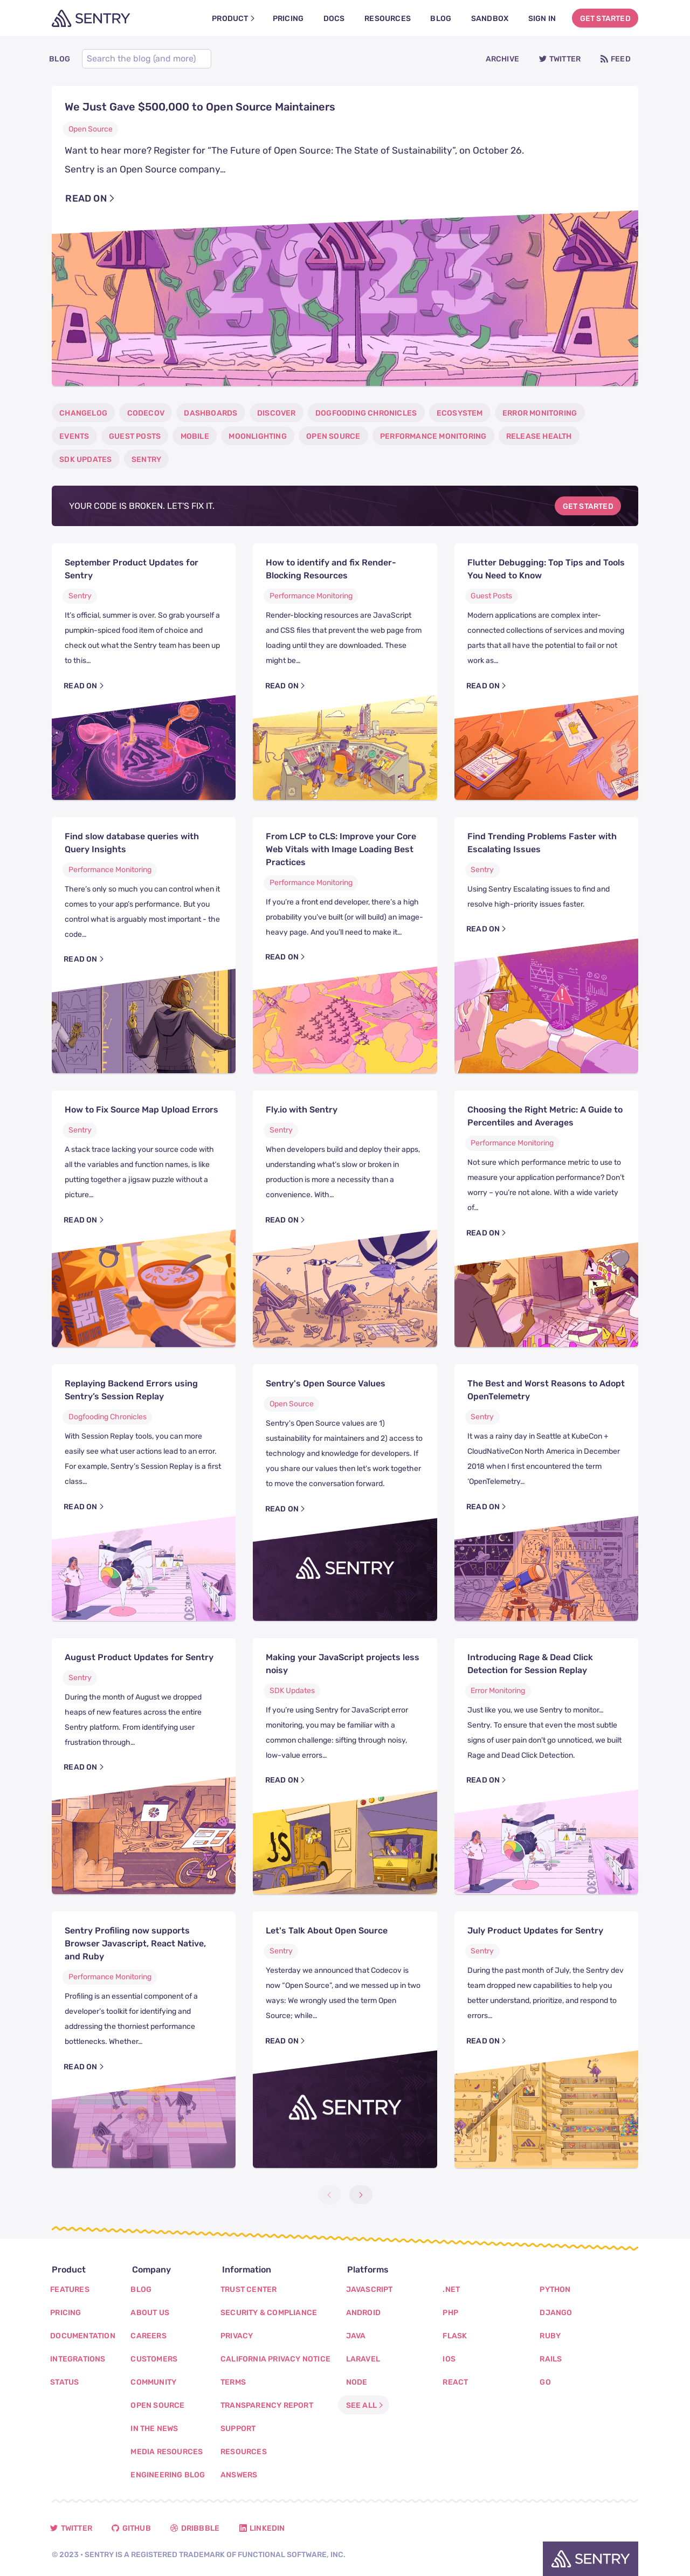 SENTRY
PRODUCT
PRICING
DOCS
RESOURCES
BLOG
SANDBOX
SIGN IN
GET STARTED
BLOG
Search the blog (and more)
ARCHIVE
TWITTER
FEED
We Just Gave $500,000 to Open Source Maintainers
Open Source
Want to hear more? Register for “The Future of Open Source: The State of Sustainability”, on October 26.
Sentry is an Open Source company…
READ ON
2023
CHANGELOG
CODECOV
DASHBOARDS
DISCOVER
DOGFOODING CHRONICLES
ECOSYSTEM
ERROR MONITORING
EVENTS
GUEST POSTS
MOBILE
MOONLIGHTING
OPEN SOURCE
PERFORMANCE MONITORING
RELEASE HEALTH
SDK UPDATES
SENTRY
YOUR CODE IS BROKEN. LET'S FIX IT.
GET STARTED
September Product Updates for
Sentry
Sentry
It’s official, summer is over. So grab yourself a
pumpkin-spiced food item of choice and
check out what the Sentry team has been up
to this…
READ ON
How to identify and fix Render-
Blocking Resources
Performance Monitoring
Render-blocking resources are JavaScript
and CSS files that prevent the web page from
loading until they are downloaded. These
might be…
READ ON
Flutter Debugging: Top Tips and Tools
You Need to Know
Guest Posts
Modern applications are complex inter-
connected collections of services and moving
parts that all have the potential to fail or not
work as…
READ ON
Find slow database queries with
Query Insights
Performance Monitoring
There’s only so much you can control when it
comes to your app’s performance. But you
control what is arguably most important - the
code…
READ ON
From LCP to CLS: Improve your Core
Web Vitals with Image Loading Best
Practices
Performance Monitoring
If you’re a front end developer, there’s a high
probability you’ve built (or will build) an image-
heavy page. And you’ll need to make it…
READ ON
Find Trending Problems Faster with
Escalating Issues
Sentry
Using Sentry Escalating issues to find and
resolve high-priority issues faster.
READ ON
How to Fix Source Map Upload Errors
Sentry
A stack trace lacking your source code with
all the variables and function names, is like
putting together a jigsaw puzzle without a
picture…
READ ON
Fly.io with Sentry
Sentry
When developers build and deploy their apps,
understanding what’s slow or broken in
production is more a necessity than a
convenience. With…
READ ON
Choosing the Right Metric: A Guide to
Percentiles and Averages
Performance Monitoring
Not sure which performance metric to use to
measure your application performance? Don’t
worry – you’re not alone. With a wide variety
of…
READ ON
Replaying Backend Errors using
Sentry’s Session Replay
Dogfooding Chronicles
With Session Replay tools, you can more
easily see what user actions lead to an error.
For example, Sentry’s Session Replay is a first
class…
READ ON
00:30
Sentry’s Open Source Values
Open Source
Sentry’s Open Source values are 1)
sustainability for maintainers and 2) access to
technology and knowledge for developers. If
you share our values then let’s work together
to move the conversation forward.
READ ON
SENTRY
The Best and Worst Reasons to Adopt
OpenTelemetry
Sentry
It was a rainy day in Seattle at KubeCon +
CloudNativeCon North America in December
2018 when I first encountered the term
‘OpenTelemetry…
READ ON
August Product Updates for Sentry
Sentry
During the month of August we dropped
heaps of new features across the entire
Sentry platform. From identifying user
frustration through…
READ ON
Making your JavaScript projects less
noisy
SDK Updates
If you’re using Sentry for JavaScript error
monitoring, you may be familiar with a
common challenge: sifting through noisy,
low-value errors…
READ ON
JS
JS
Introducing Rage & Dead Click
Detection for Session Replay
Error Monitoring
Just like you, we use Sentry to monitor…
Sentry. To ensure that even the most subtle
signs of user pain don't go unnoticed, we built
Rage and Dead Click Detection.
READ ON
00:30
Sentry Profiling now supports
Browser Javascript, React Native,
and Ruby
Performance Monitoring
Profiling is an essential component of a
developer’s toolkit for identifying and
addressing the thorniest performance
bottlenecks. Whether…
READ ON
Let’s Talk About Open Source
Sentry
Yesterday we announced that Codecov is
now “Open Source”, and we messed up in two
ways: We wrongly used the term Open
Source; while…
READ ON
SENTRY
July Product Updates for Sentry
Sentry
During the past month of July, the Sentry dev
team dropped new capabilities to help you
better understand, prioritize, and respond to
errors…
READ ON
Product
FEATURES
PRICING
DOCUMENTATION
INTEGRATIONS
STATUS
Company
BLOG
ABOUT US
CAREERS
CUSTOMERS
COMMUNITY
OPEN SOURCE
IN THE NEWS
MEDIA RESOURCES
ENGINEERING BLOG
Information
TRUST CENTER
SECURITY & COMPLIANCE
PRIVACY
CALIFORNIA PRIVACY NOTICE
TERMS
TRANSPARENCY REPORT
SUPPORT
RESOURCES
ANSWERS
Platforms
JAVASCRIPT
ANDROID
JAVA
LARAVEL
NODE
SEE ALL
.NET
PHP
FLASK
IOS
REACT
PYTHON
DJANGO
RUBY
RAILS
GO
TWITTER
GITHUB
DRIBBBLE
LINKEDIN
© 2023 • SENTRY IS A REGISTERED TRADEMARK OF FUNCTIONAL SOFTWARE, INC.
SENTRY